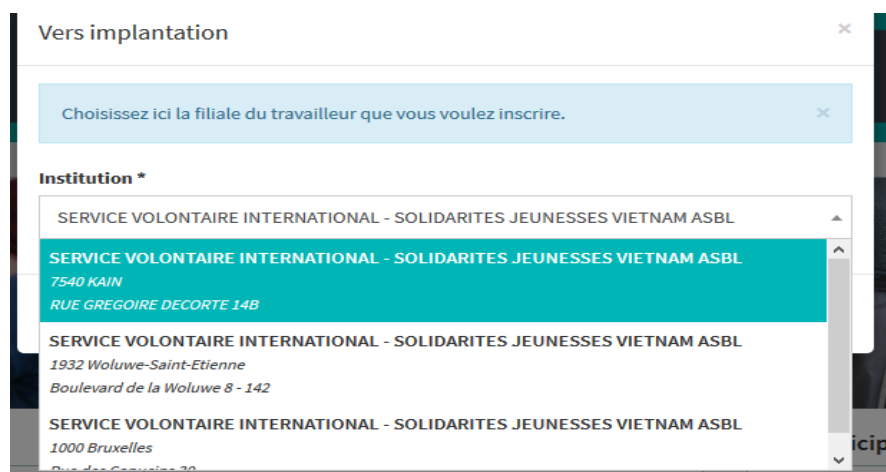 Vers implantation
×
Choisissez ici la filiale du travailleur que vous voulez inscrire.
×
Institution *
SERVICE VOLONTAIRE INTERNATIONAL - SOLIDARITES JEUNESSES VIETNAM ASBL
SERVICE VOLONTAIRE INTERNATIONAL - SOLIDARITES JEUNESSES VIETNAM ASBL
7540 KAIN
RUE GREGOIRE DECORTE 14B
SERVICE VOLONTAIRE INTERNATIONAL - SOLIDARITES JEUNESSES VIETNAM ASBL
1932 Woluwe-Saint-Etienne
Boulevard de la Woluwe 8 - 142
SERVICE VOLONTAIRE INTERNATIONAL - SOLIDARITES JEUNESSES VIETNAM ASBL
1000 Bruxelles
icip